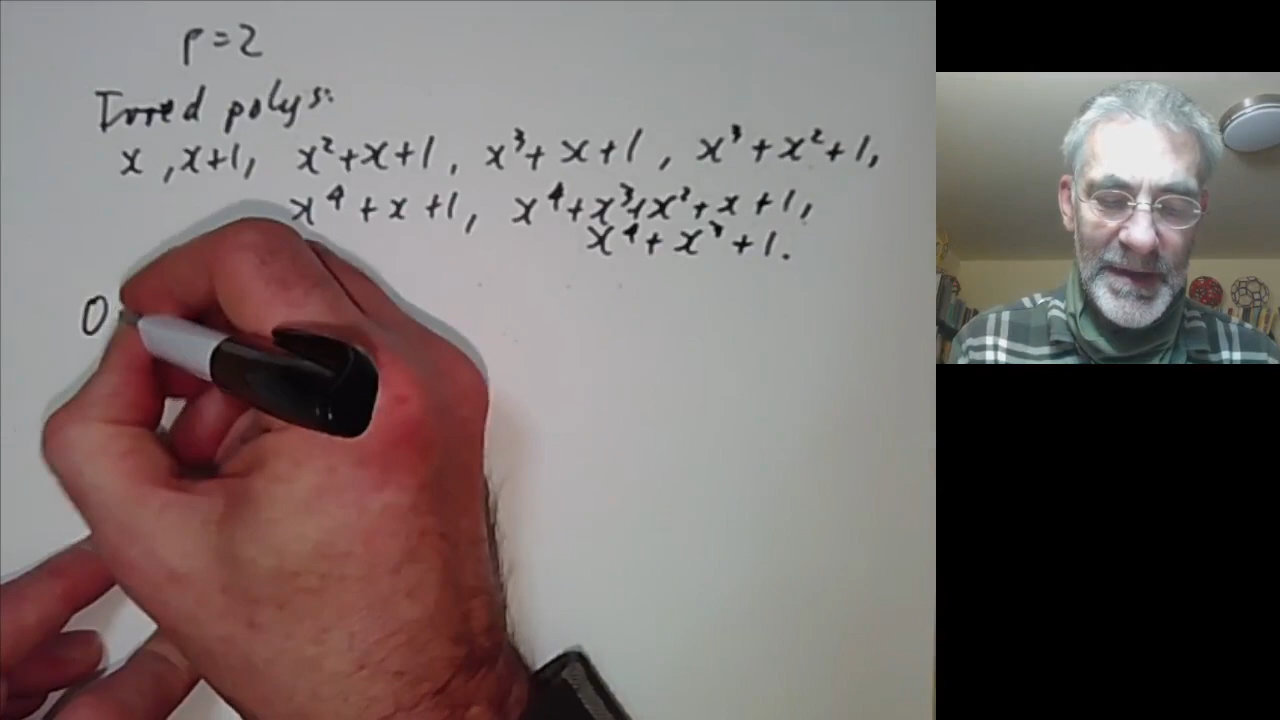 p=2
Irred polys:
x, x+1, x²+x+1, x³+x+1, x³+x²+1,
x⁴+x+1, x⁴+x³+x²+x+1,
x⁴+x³+1.
0